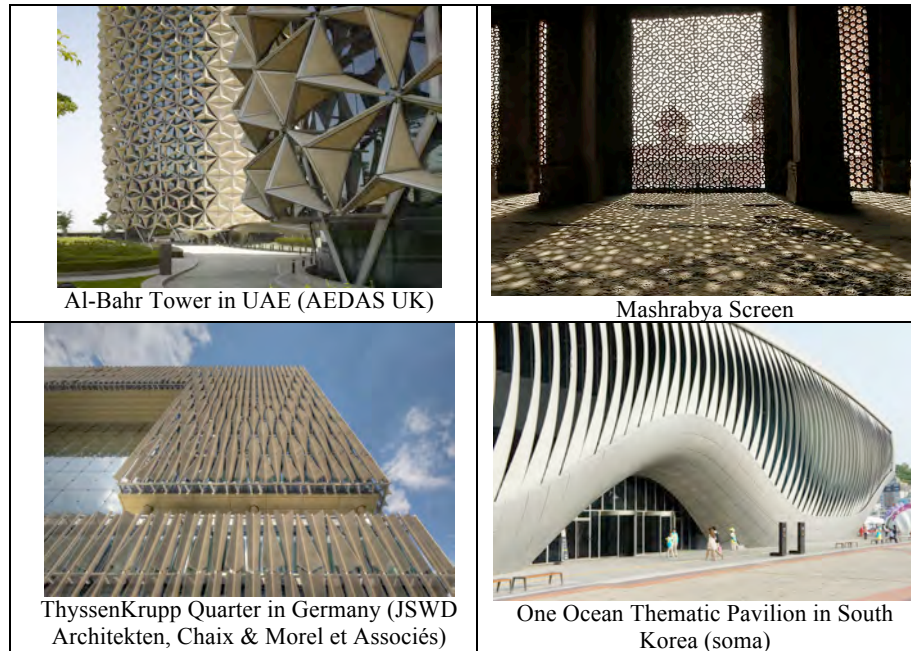 Al-Bahr Tower in UAE (AEDAS UK)
Mashrabya Screen
ThyssenKrupp Quarter in Germany (JSWD
Architekten, Chaix & Morel et Associés)
One Ocean Thematic Pavilion in South
Korea (soma)